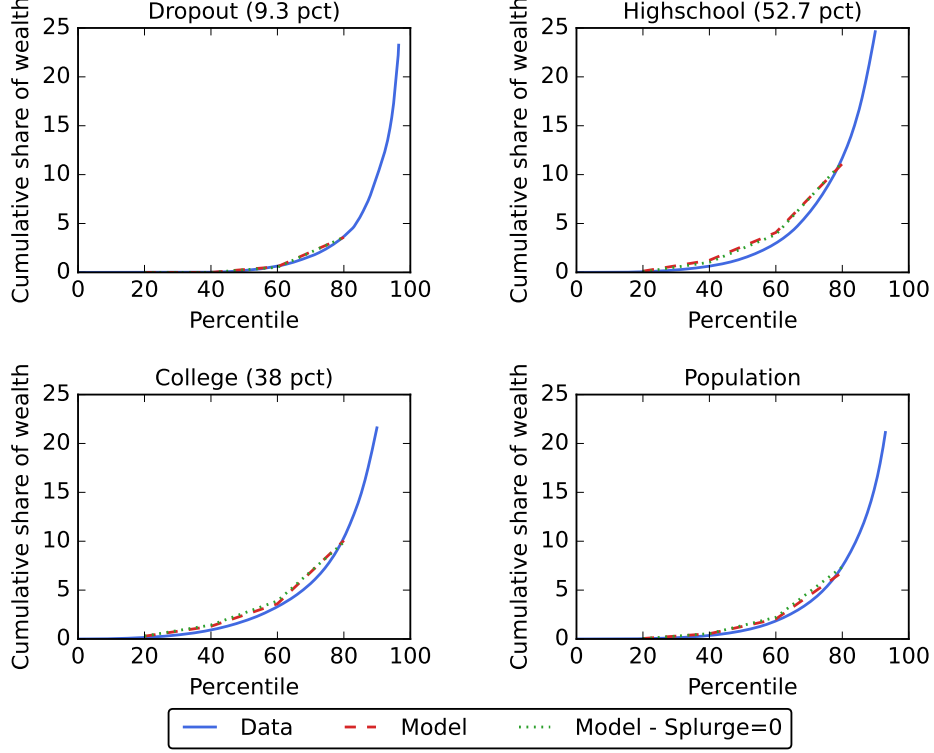 Dropout (9.3 pct)
Cumulative share of wealth
25
20
15
10
5
0
0 20 40 60 80 100
Percentile
Highschool (52.7 pct)
Cumulative share of wealth
25
20
15
10
5
0
0 20 40 60 80 100
Percentile
College (38 pct)
Cumulative share of wealth
25
20
15
10
5
0
0 20 40 60 80 100
Percentile
Population
Cumulative share of wealth
25
20
15
10
5
0
0 20 40 60 80 100
Percentile
Data Model Model - Splurge=0